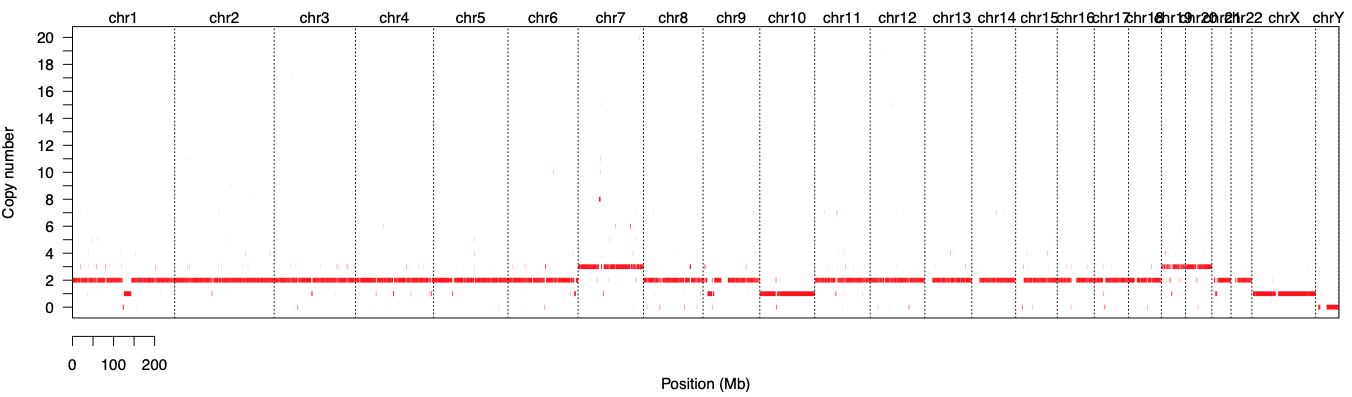 chr1 chr2 chr3 chr4 chr5 chr6 chr7 chr8 chr9 chr10 chr11 chr12 chr13 chr14 chr15 chr16 chr17 chr18 chr19 chr20 chr21 chr22 chrX chrY
20
18
16
14
12
10
8
6
4
2
0
Copy number
0 100 200
Position (Mb)